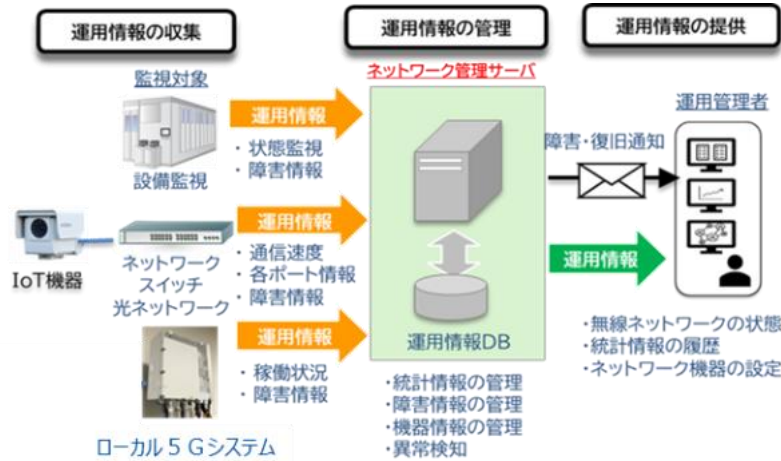 運用情報の収集
運用情報の管理
運用情報の提供
監視対象
設備監視
運用情報
・状態監視
・障害情報
IoT機器
ネットワーク
スイッチ
光ネットワーク
運用情報
・通信速度
・各ポート情報
・障害情報
運用情報
・稼働状況
・障害情報
ローカル5Gシステム
ネットワーク管理サーバ
運用情報DB
・統計情報の管理
・障害情報の管理
・機器情報の管理
・異常検知
障害・復旧通知
運用情報
運用管理者
・無線ネットワークの状態
・統計情報の履歴
・ネットワーク機器の設定